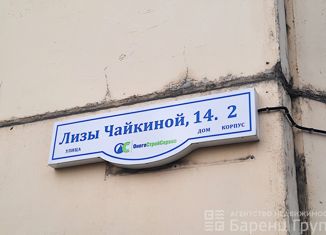 Лизы Чайкиной, 14. 2
УЛИЦА ДОМ КОРПУС
ОнегоСтройСервис
АГЕНТСТВО НЕДВИЖИМОСТИ
Баренц Групп